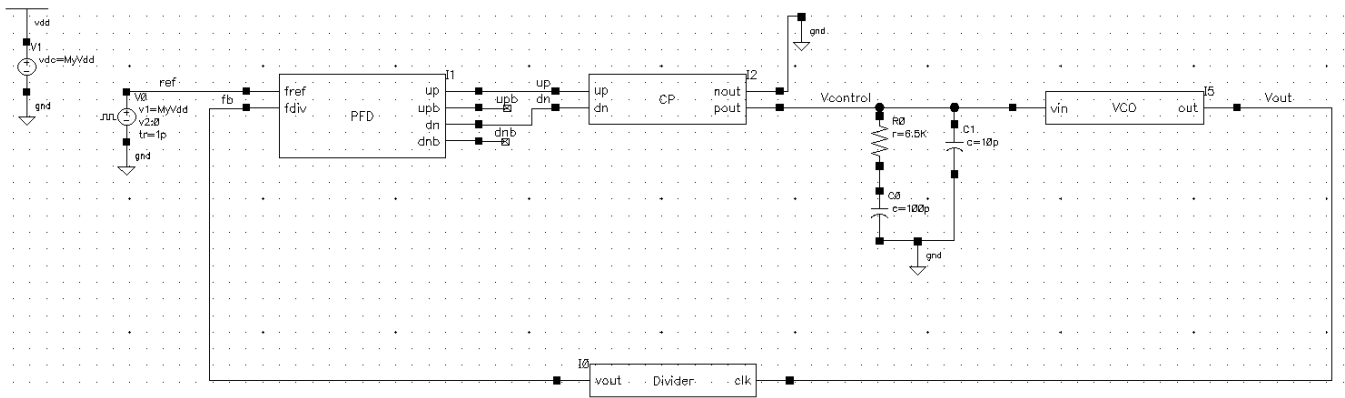 vdd
V1
vdc=MyVdd
gnd
ref
fb
V0
v1=MyVdd
v2:0
tr=1p
gnd
I1
fref
fdiv
PFD
up
upb
dn
dnb
up
upb
dn
dnb
I2
up
dn
CP
nout
pout
gnd
Vcontrol
R0
r=6.5K
C0
c=100p
C1
c=10p
gnd
I5
vin
VCO
out
Vout
I0
vout
Divider
clk